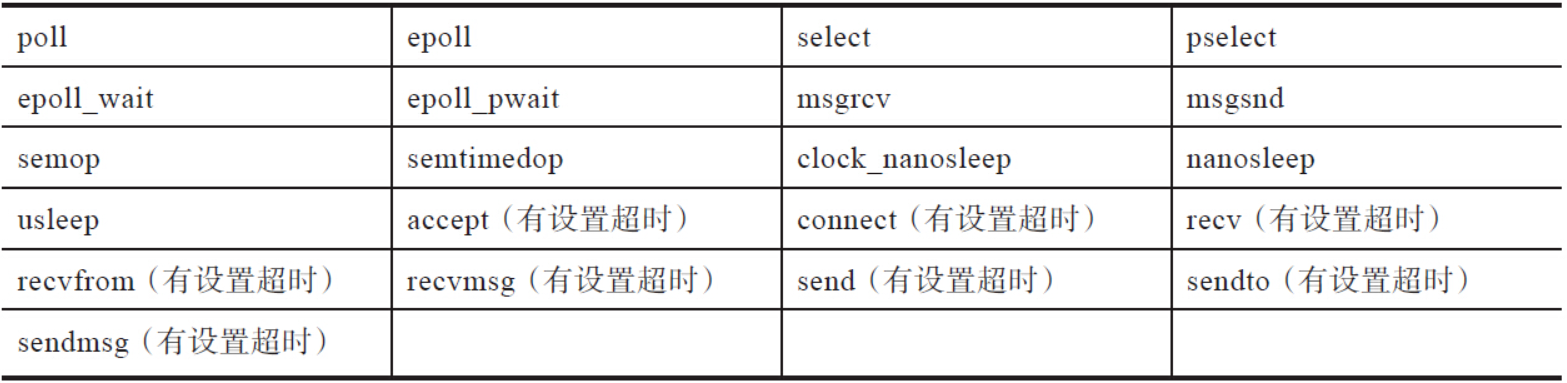 poll epoll select pselect
epoll_wait epoll_pwait msgrcv msgsnd
semop semtimedop clock_nanosleep nanosleep
usleep accept（有设置超时） connect（有设置超时） recv（有设置超时）
recvfrom（有设置超时） recvmsg（有设置超时） send（有设置超时） sendto（有设置超时）
sendmsg（有设置超时）